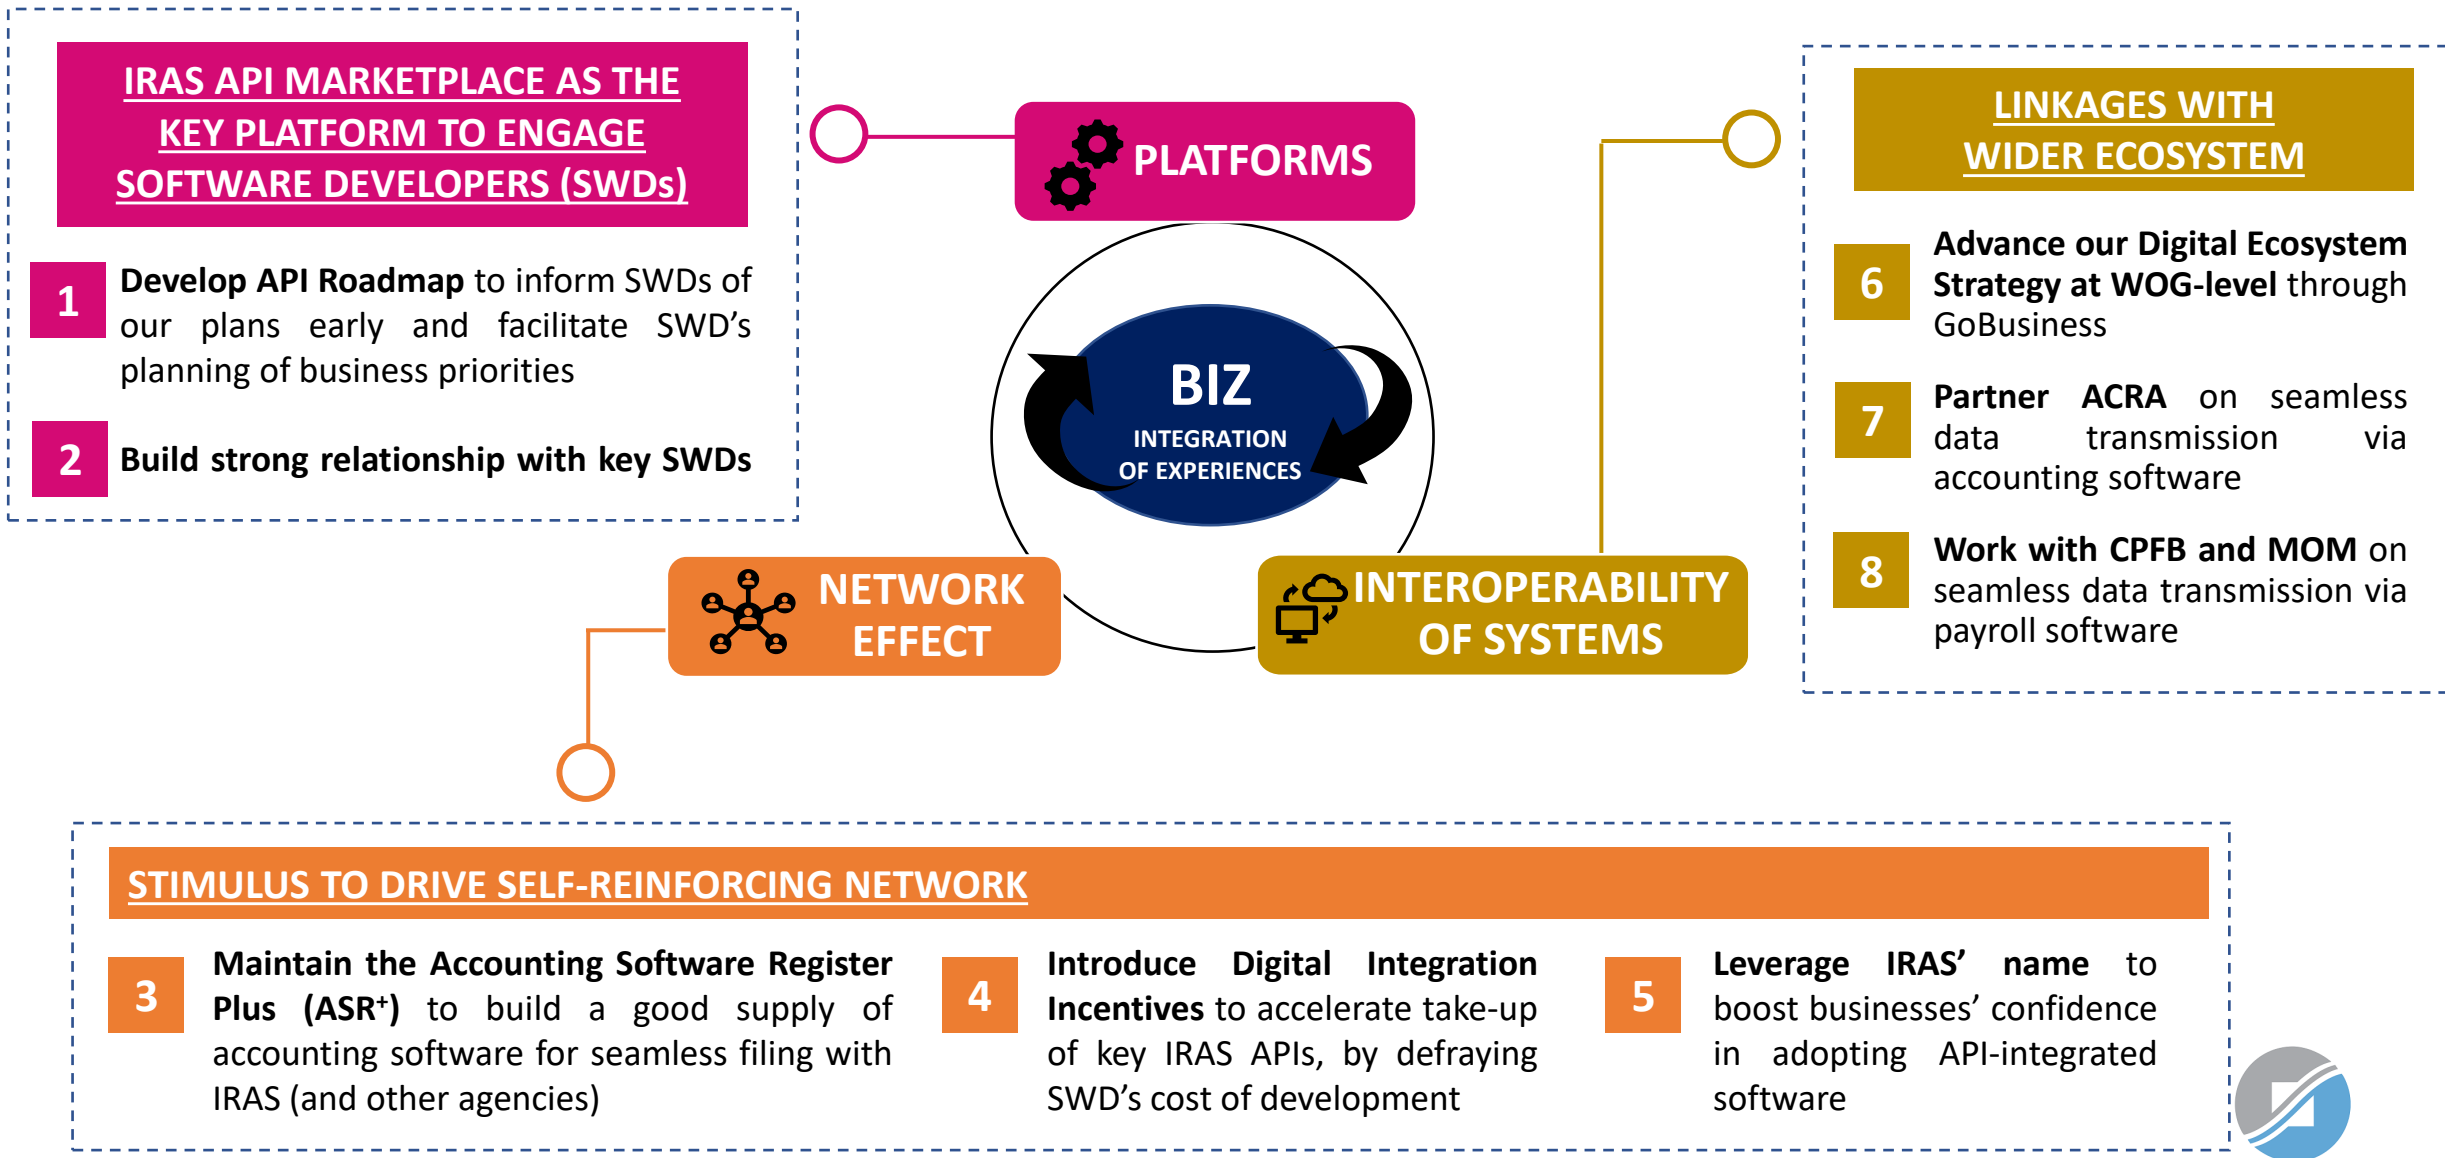 IRAS API MARKETPLACE AS THE
KEY PLATFORM TO ENGAGE
SOFTWARE DEVELOPERS (SWDs)
1
Develop API Roadmap to inform SWDs of
our plans early and facilitate SWD’s
planning of business priorities
2
Build strong relationship with key SWDs
PLATFORMS
BIZ
INTEGRATION
OF EXPERIENCES
NETWORK
EFFECT
INTEROPERABILITY
OF SYSTEMS
LINKAGES WITH
WIDER ECOSYSTEM
6
Advance our Digital Ecosystem
Strategy at WOG-level through
GoBusiness
7
Partner ACRA on seamless
data transmission via
accounting software
8
Work with CPFB and MOM on
seamless data transmission via
payroll software
STIMULUS TO DRIVE SELF-REINFORCING NETWORK
3
Maintain the Accounting Software Register
Plus (ASR⁺) to build a good supply of
accounting software for seamless filing with
IRAS (and other agencies)
4
Introduce Digital Integration
Incentives to accelerate take-up
of key IRAS APIs, by defraying
SWD’s cost of development
5
Leverage IRAS’ name to
boost businesses’ confidence
in adopting API-integrated
software